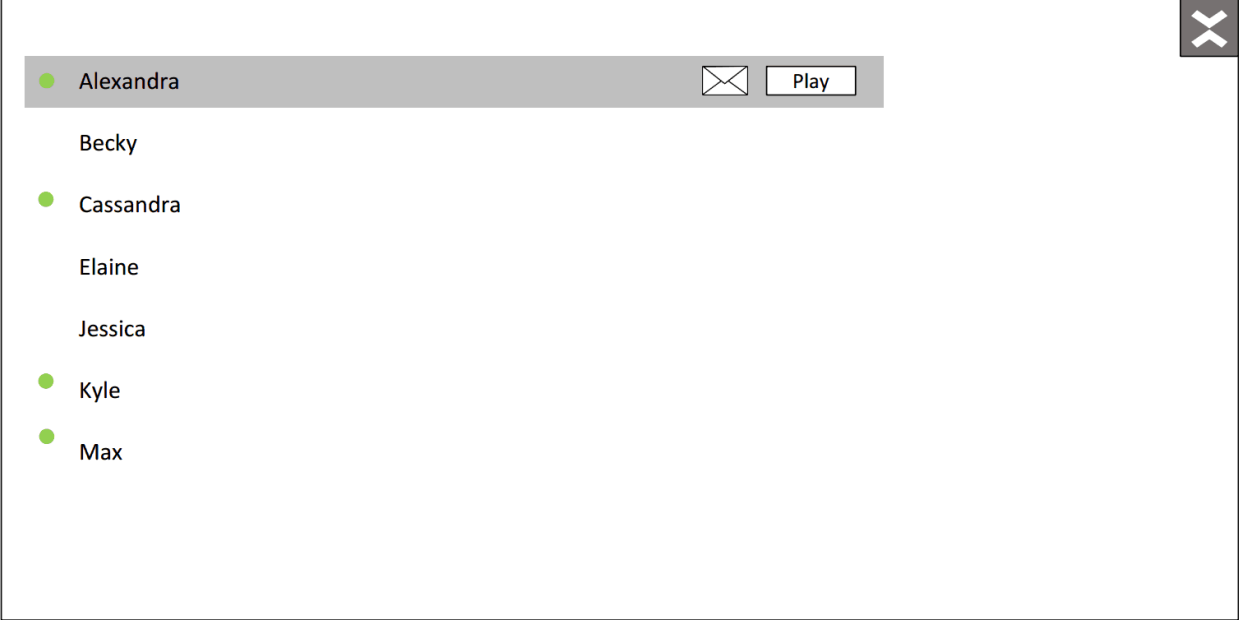 Alexandra Play
Becky
Cassandra
Elaine
Jessica
Kyle
Max